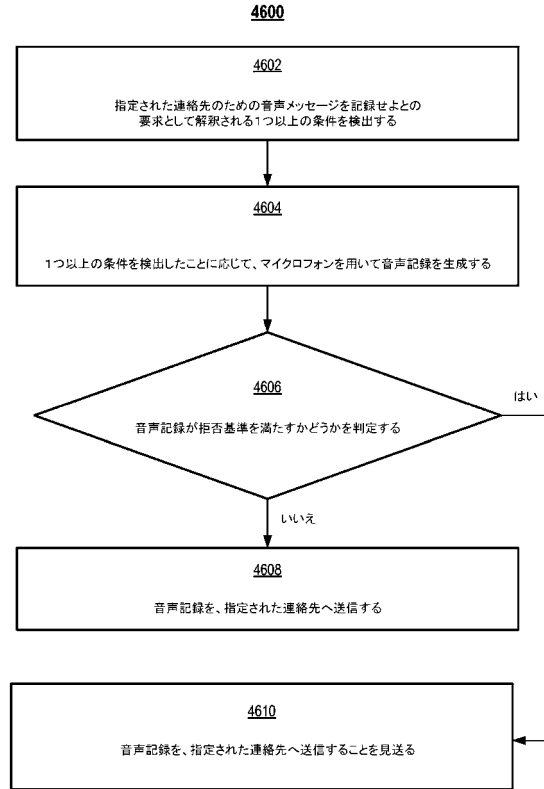 4600
4602
指定された連絡先のための音声メッセージを記録せよとの
要求として解釈される1つ以上の条件を検出する
4604
1つ以上の条件を検出したことに応じて、マイクロフォンを用いて音声記録を生成する
4606
はい
音声記録が拒否基準を満たすかどうかを判定する
いいえ
4608
音声記録を、指定された連絡先へ送信する
4610
音声記録を、指定された連絡先へ送信することを見送る